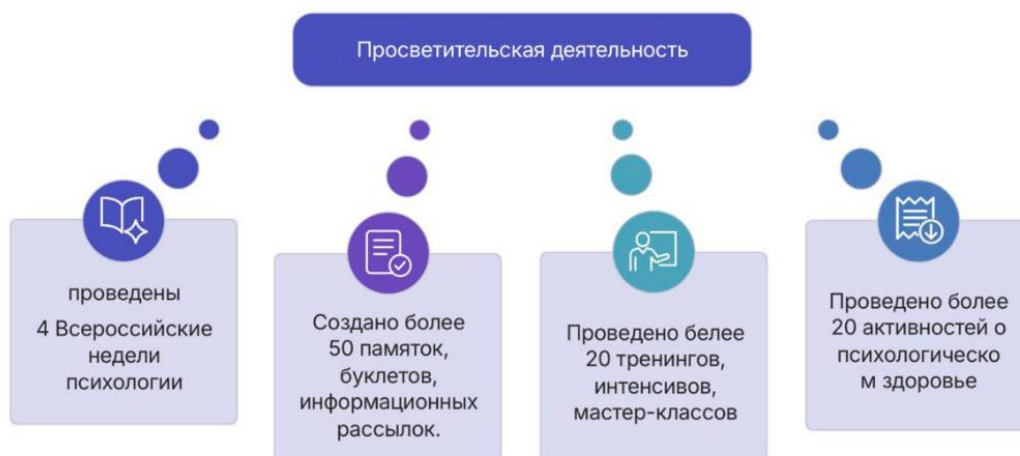 Просветительская деятельность
проведены
4 Всероссийские
недели
психологии
Создано более
50 памяток,
буклетов,
информационных
рассылок.
Проведено белее
20 тренингов,
интенсивов,
мастер-классов
Проведено более
20 активностей о
психологическо
м здоровье